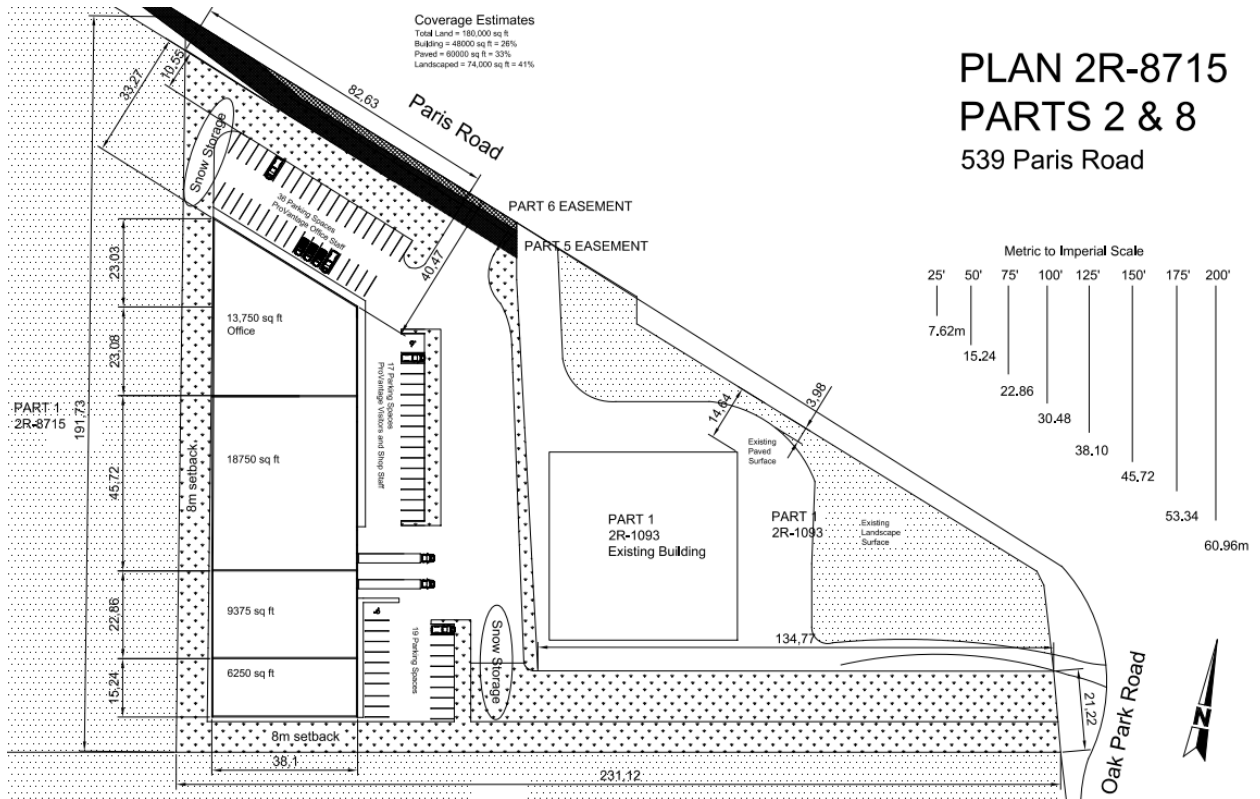 Coverage Estimates
Total Land = 180,000 sq ft
Building = 48000 sq ft = 26%
Paved = 60000 sq ft = 33%
Landscaped = 74,000 sq ft = 41%
PLAN 2R-8715
PARTS 2 & 8
539 Paris Road
Metric to Imperial Scale
25' 50' 75' 100' 125' 150' 175' 200'
7.62m
15.24
22.86
30.48
38.10
45.72
53.34
60.96m
33,27
10,55
82,63
Paris Road
Snow Storage
36 Parking Spaces
ProVantage Office Staff
PART 6 EASEMENT
PART 5 EASEMENT
40,47
23,03
23,08
45,72
22,86
15,24
191,73
PART 1
2R-8715
8m setback
13,750 sq ft
Office
18750 sq ft
9375 sq ft
6250 sq ft
17 Parking Spaces
ProVantage Visitors and Shop Staff
19 Parking Spaces
Snow Storage
14,64
3,98
Existing
Paved
Surface
PART 1
2R-1093
Existing Building
PART 1
2R-1093
Existing
Landscape
Surface
134,77
21,22
Oak Park Road
N
8m setback
38,1
231,12